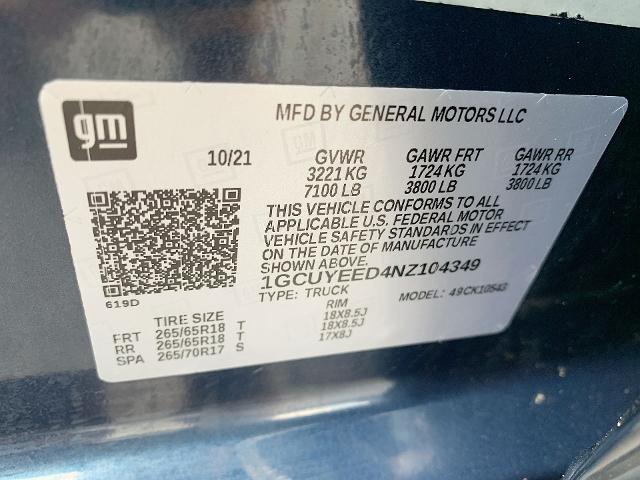 gm
MFD BY GENERAL MOTORS LLC
10/21 GVWR GAWR FRT GAWR RR
3221 KG 1724 KG 1724 KG
7100 LB 3800 LB 3800 LB
THIS VEHICLE CONFORMS TO ALL
APPLICABLE U.S. FEDERAL MOTOR
VEHICLE SAFETY STANDARDS IN EFFECT
ON THE DATE OF MANUFACTURE
SHOWN ABOVE.
1GCUYEED4NZ104349
619D
TYPE: TRUCK MODEL: 49CK10543
TIRE SIZE RIM
FRT 265/65R18 T 18X8.5J
RR 265/65R18 T 18X8.5J
SPA 265/70R17 S 17X8J